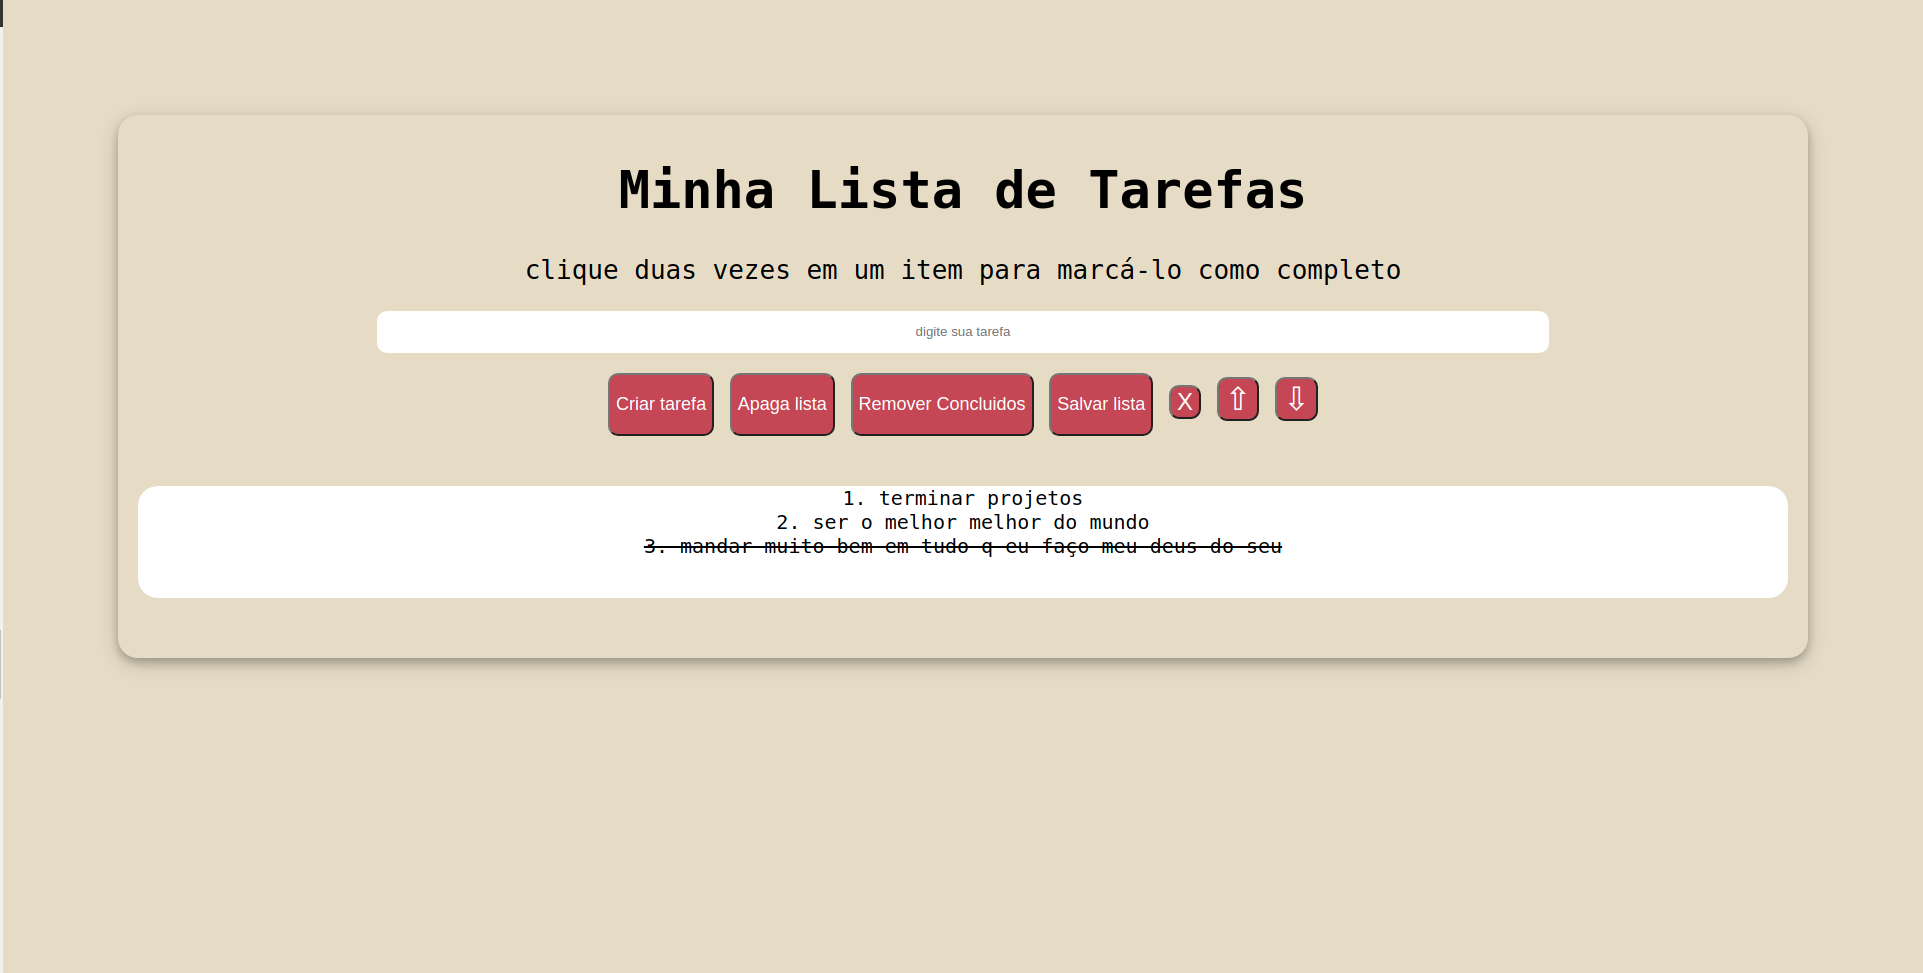 Minha Lista de Tarefas
clique duas vezes em um item para marcá-lo como completo
digite sua tarefa
Criar tarefa Apaga lista Remover Concluidos Salvar lista X ⇧ ⇩
1. terminar projetos
2. ser o melhor melhor do mundo
3. mandar muito bem em tudo q eu faço meu deus do seu